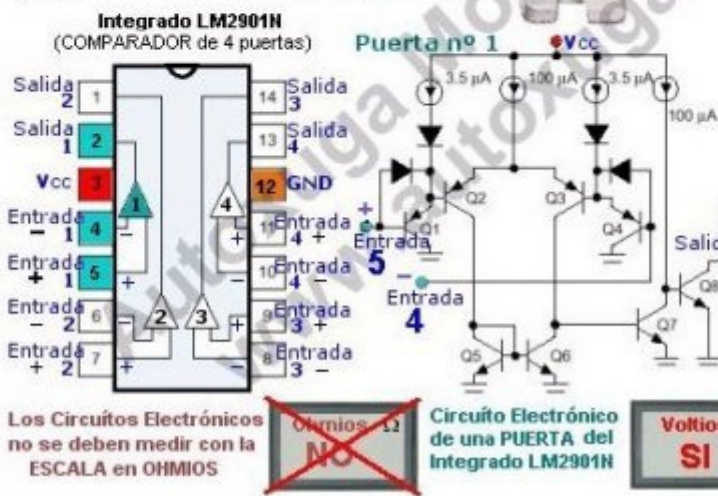 Integrado LM2901N
(COMPARADOR de 4 puertas)
Puerta nº 1
Vcc
3.5 µA
100 µA
3.5 µA
100 µA
Salida 2
1
14
Salida 3
Salida 1
2
13
Salida 4
Vcc
3
12
GND
Entrada - 1
4
11
Entrada 4 +
Entrada + 1
5
10
Entrada 4 -
Entrada - 2
6
9
Entrada 3 +
Entrada + 2
7
8
Entrada 3 -
1
4
2
3
- + - +
+ - + -
Q1
Q2
Q3
Q4
+
Entrada
5
-
Entrada
4
Salid
Q8
Q7
Q5
Q6
Los Circuítos Electrónicos
no se deben medir con la
ESCALA en OHMIOS
Ohmios Ω
NO
Circuíto Electrónico
de una PUERTA del
Integrado LM2901N
Voltios
SI